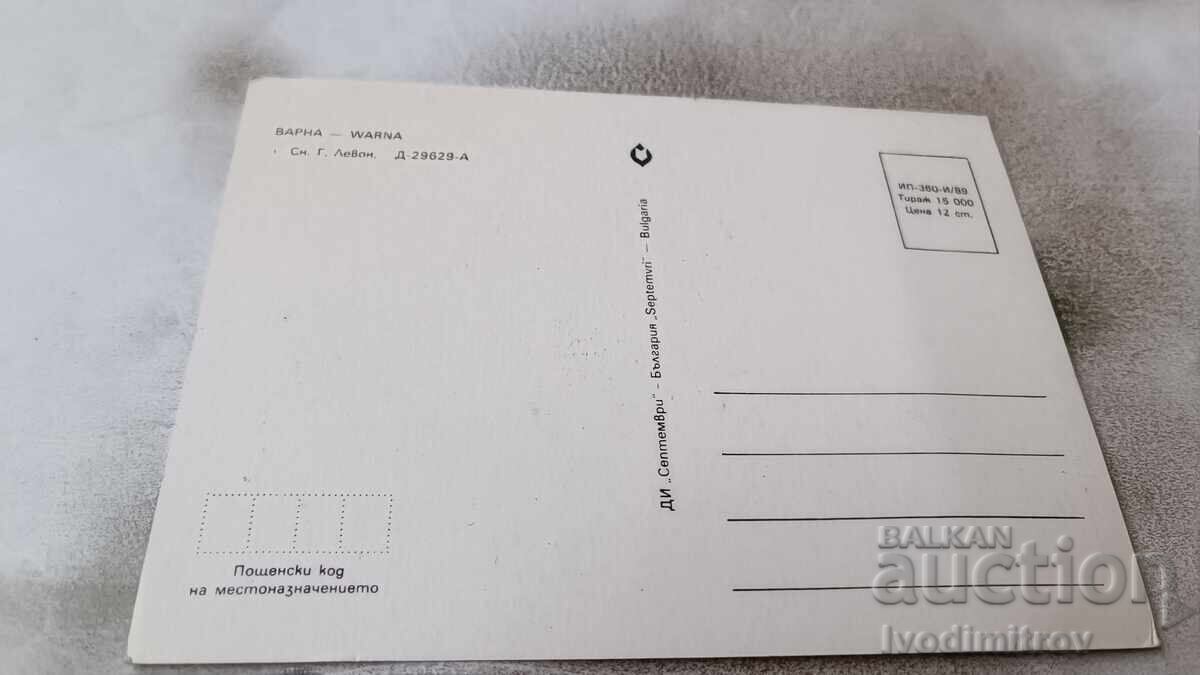 ВАРНА — WARNA
Сн. Г. Левон. Д-29629-А
ДИ „Септември" - България „Septemvri" — Bulgaria
ИП-360-И/89
Тираж 15 000
Цена 12 ст.
Пощенски код
на местоназначението
BALKAN
auction
Ivodimitrov